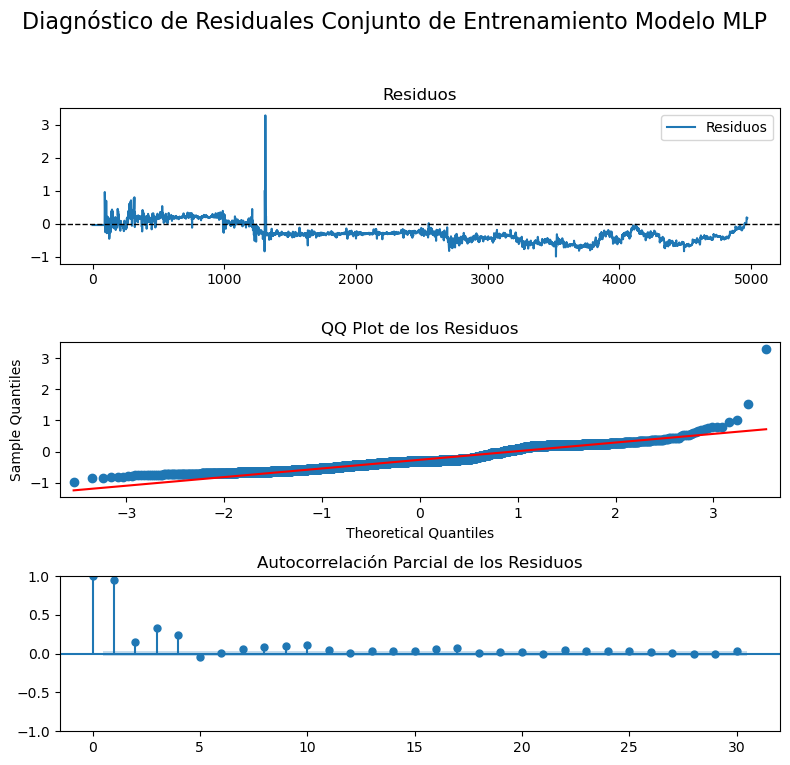 Diagnóstico de Residuales Conjunto de Entrenamiento Modelo MLP
Residuos
3
2
1
0
−1
Residuos
0 1000 2000 3000 4000 5000
QQ Plot de los Residuos
Sample Quantiles
3
2
1
0
−1
−3 −2 −1 0 1 2 3
Theoretical Quantiles
Autocorrelación Parcial de los Residuos
1.0
0.5
0.0
−0.5
−1.0
0 5 10 15 20 25 30